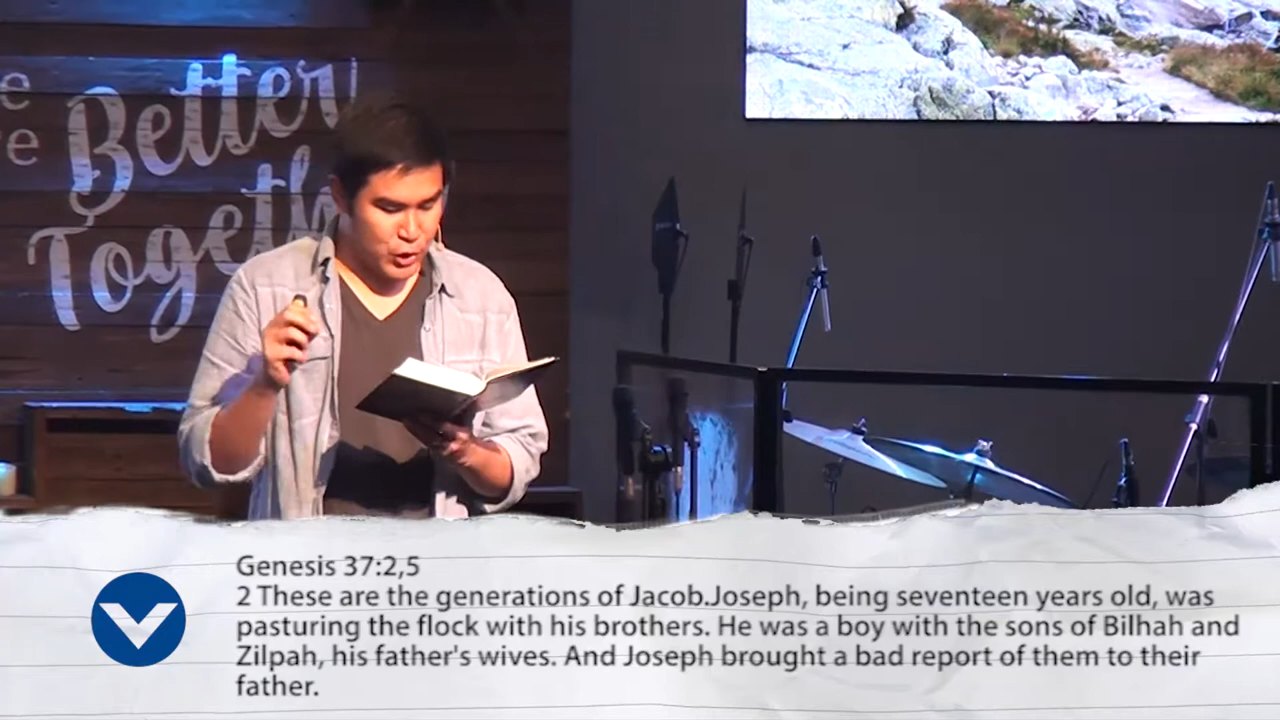 e
re
Better
Togeth
Genesis 37:2,5
2 These are the generations of Jacob.Joseph, being seventeen years old, was
pasturing the flock with his brothers. He was a boy with the sons of Bilhah and
Zilpah, his father's wives. And Joseph brought a bad report of them to their
father.